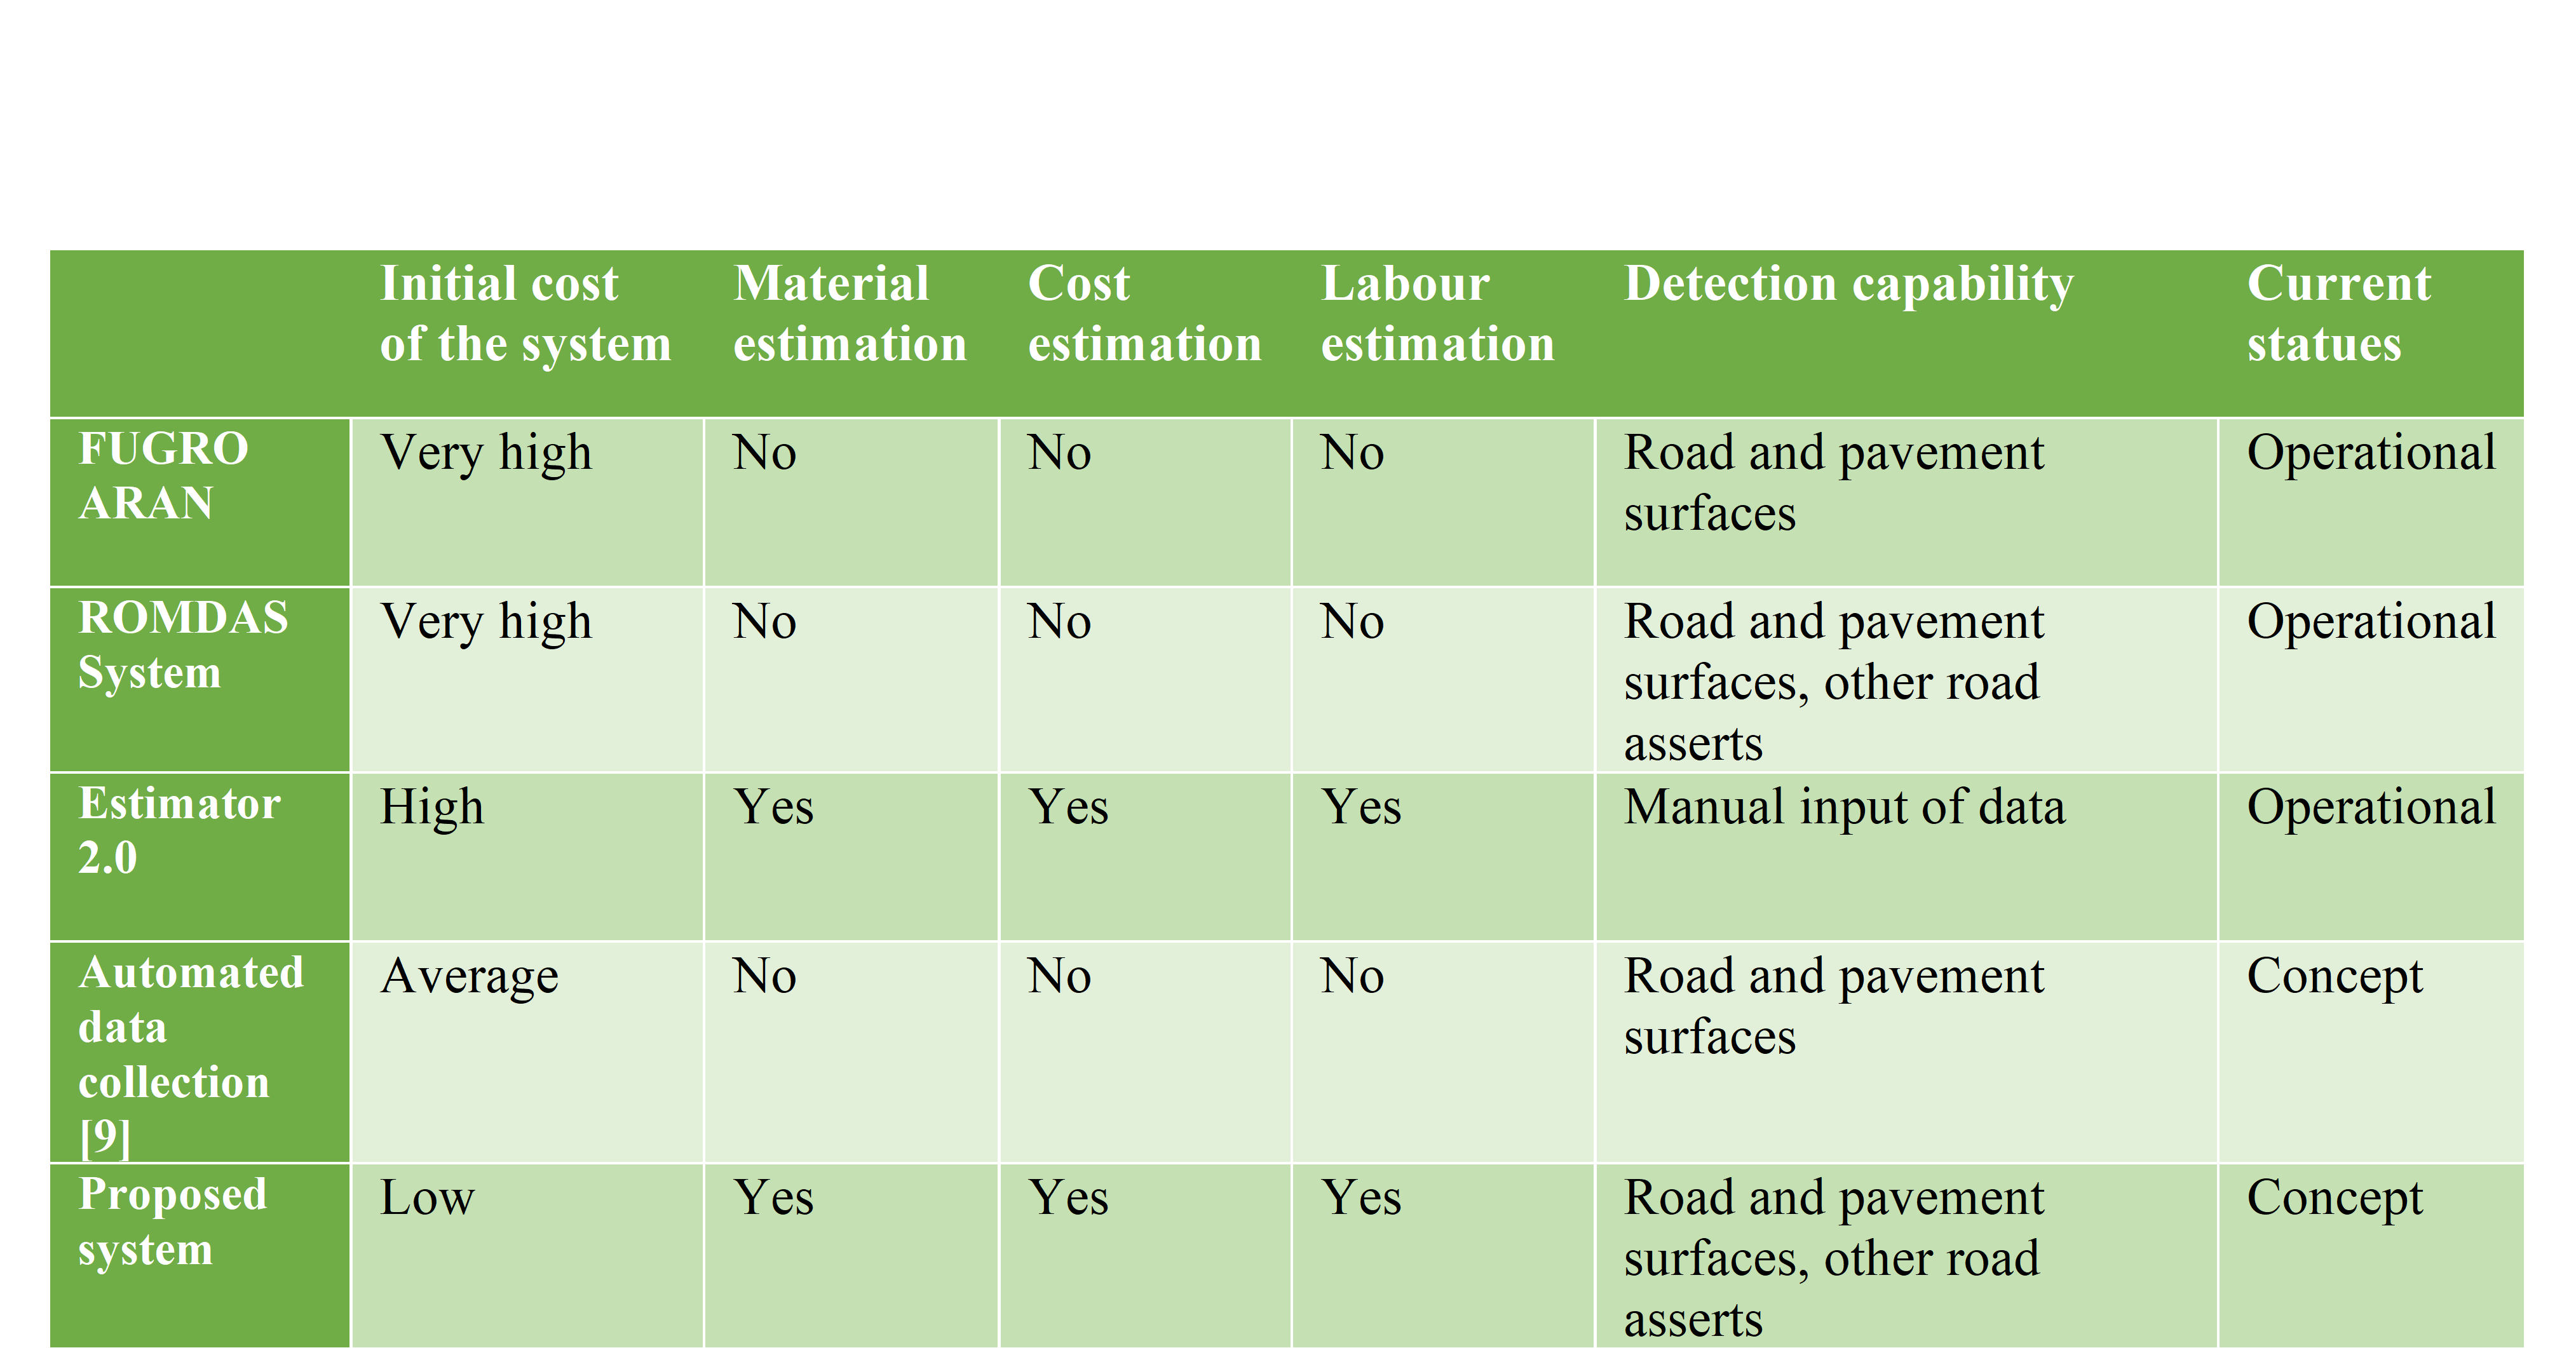 Initial cost
of the system
Material
estimation
Cost
estimation
Labour
estimation
Detection capability
Current
statues
FUGRO
ARAN
Very high
No
No
No
Road and pavement
surfaces
Operational
ROMDAS
System
Very high
No
No
No
Road and pavement
surfaces, other road
asserts
Operational
Estimator
2.0
High
Yes
Yes
Yes
Manual input of data
Operational
Automated
data
collection
[9]
Average
No
No
No
Road and pavement
surfaces
Concept
Proposed
system
Low
Yes
Yes
Yes
Road and pavement
surfaces, other road
asserts
Concept